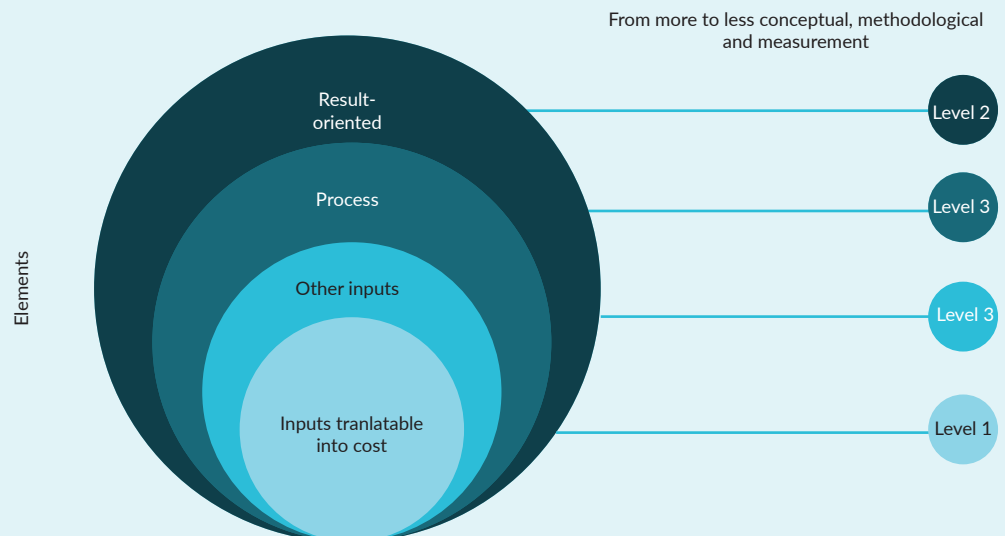 From more to less conceptual, methodological
and measurement
Result-
oriented
Level 2
Process
Level 3
Other inputs
Level 3
Elements
Inputs tranlatable
into cost
Level 1